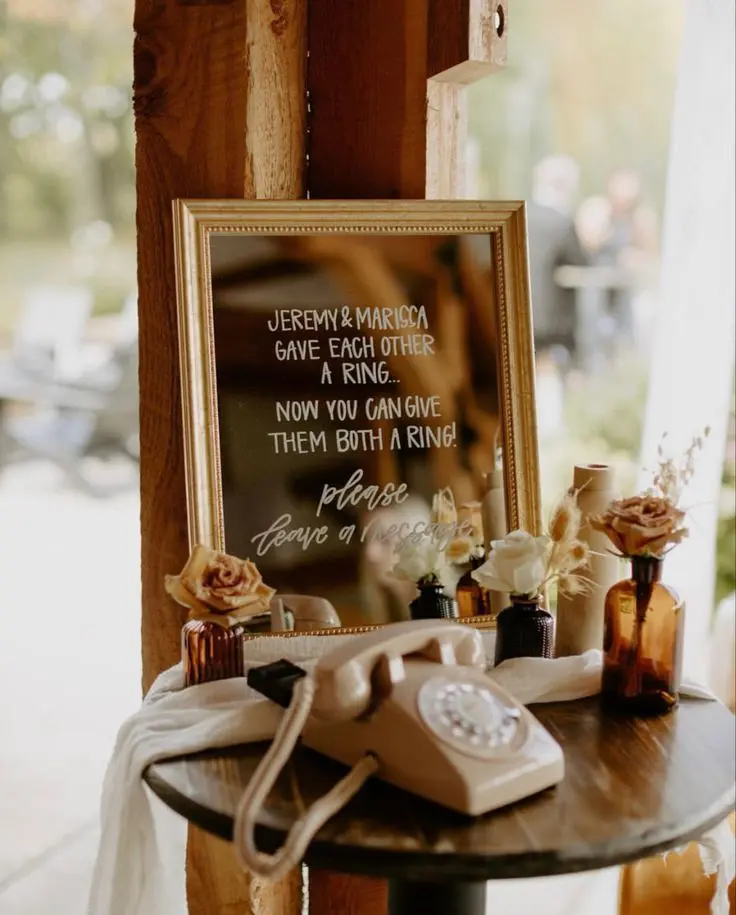 JEREMY & MARISSA
GAVE EACH OTHER
A RING...
NOW YOU CAN GIVE
THEM BOTH A RING!
please
leave a message